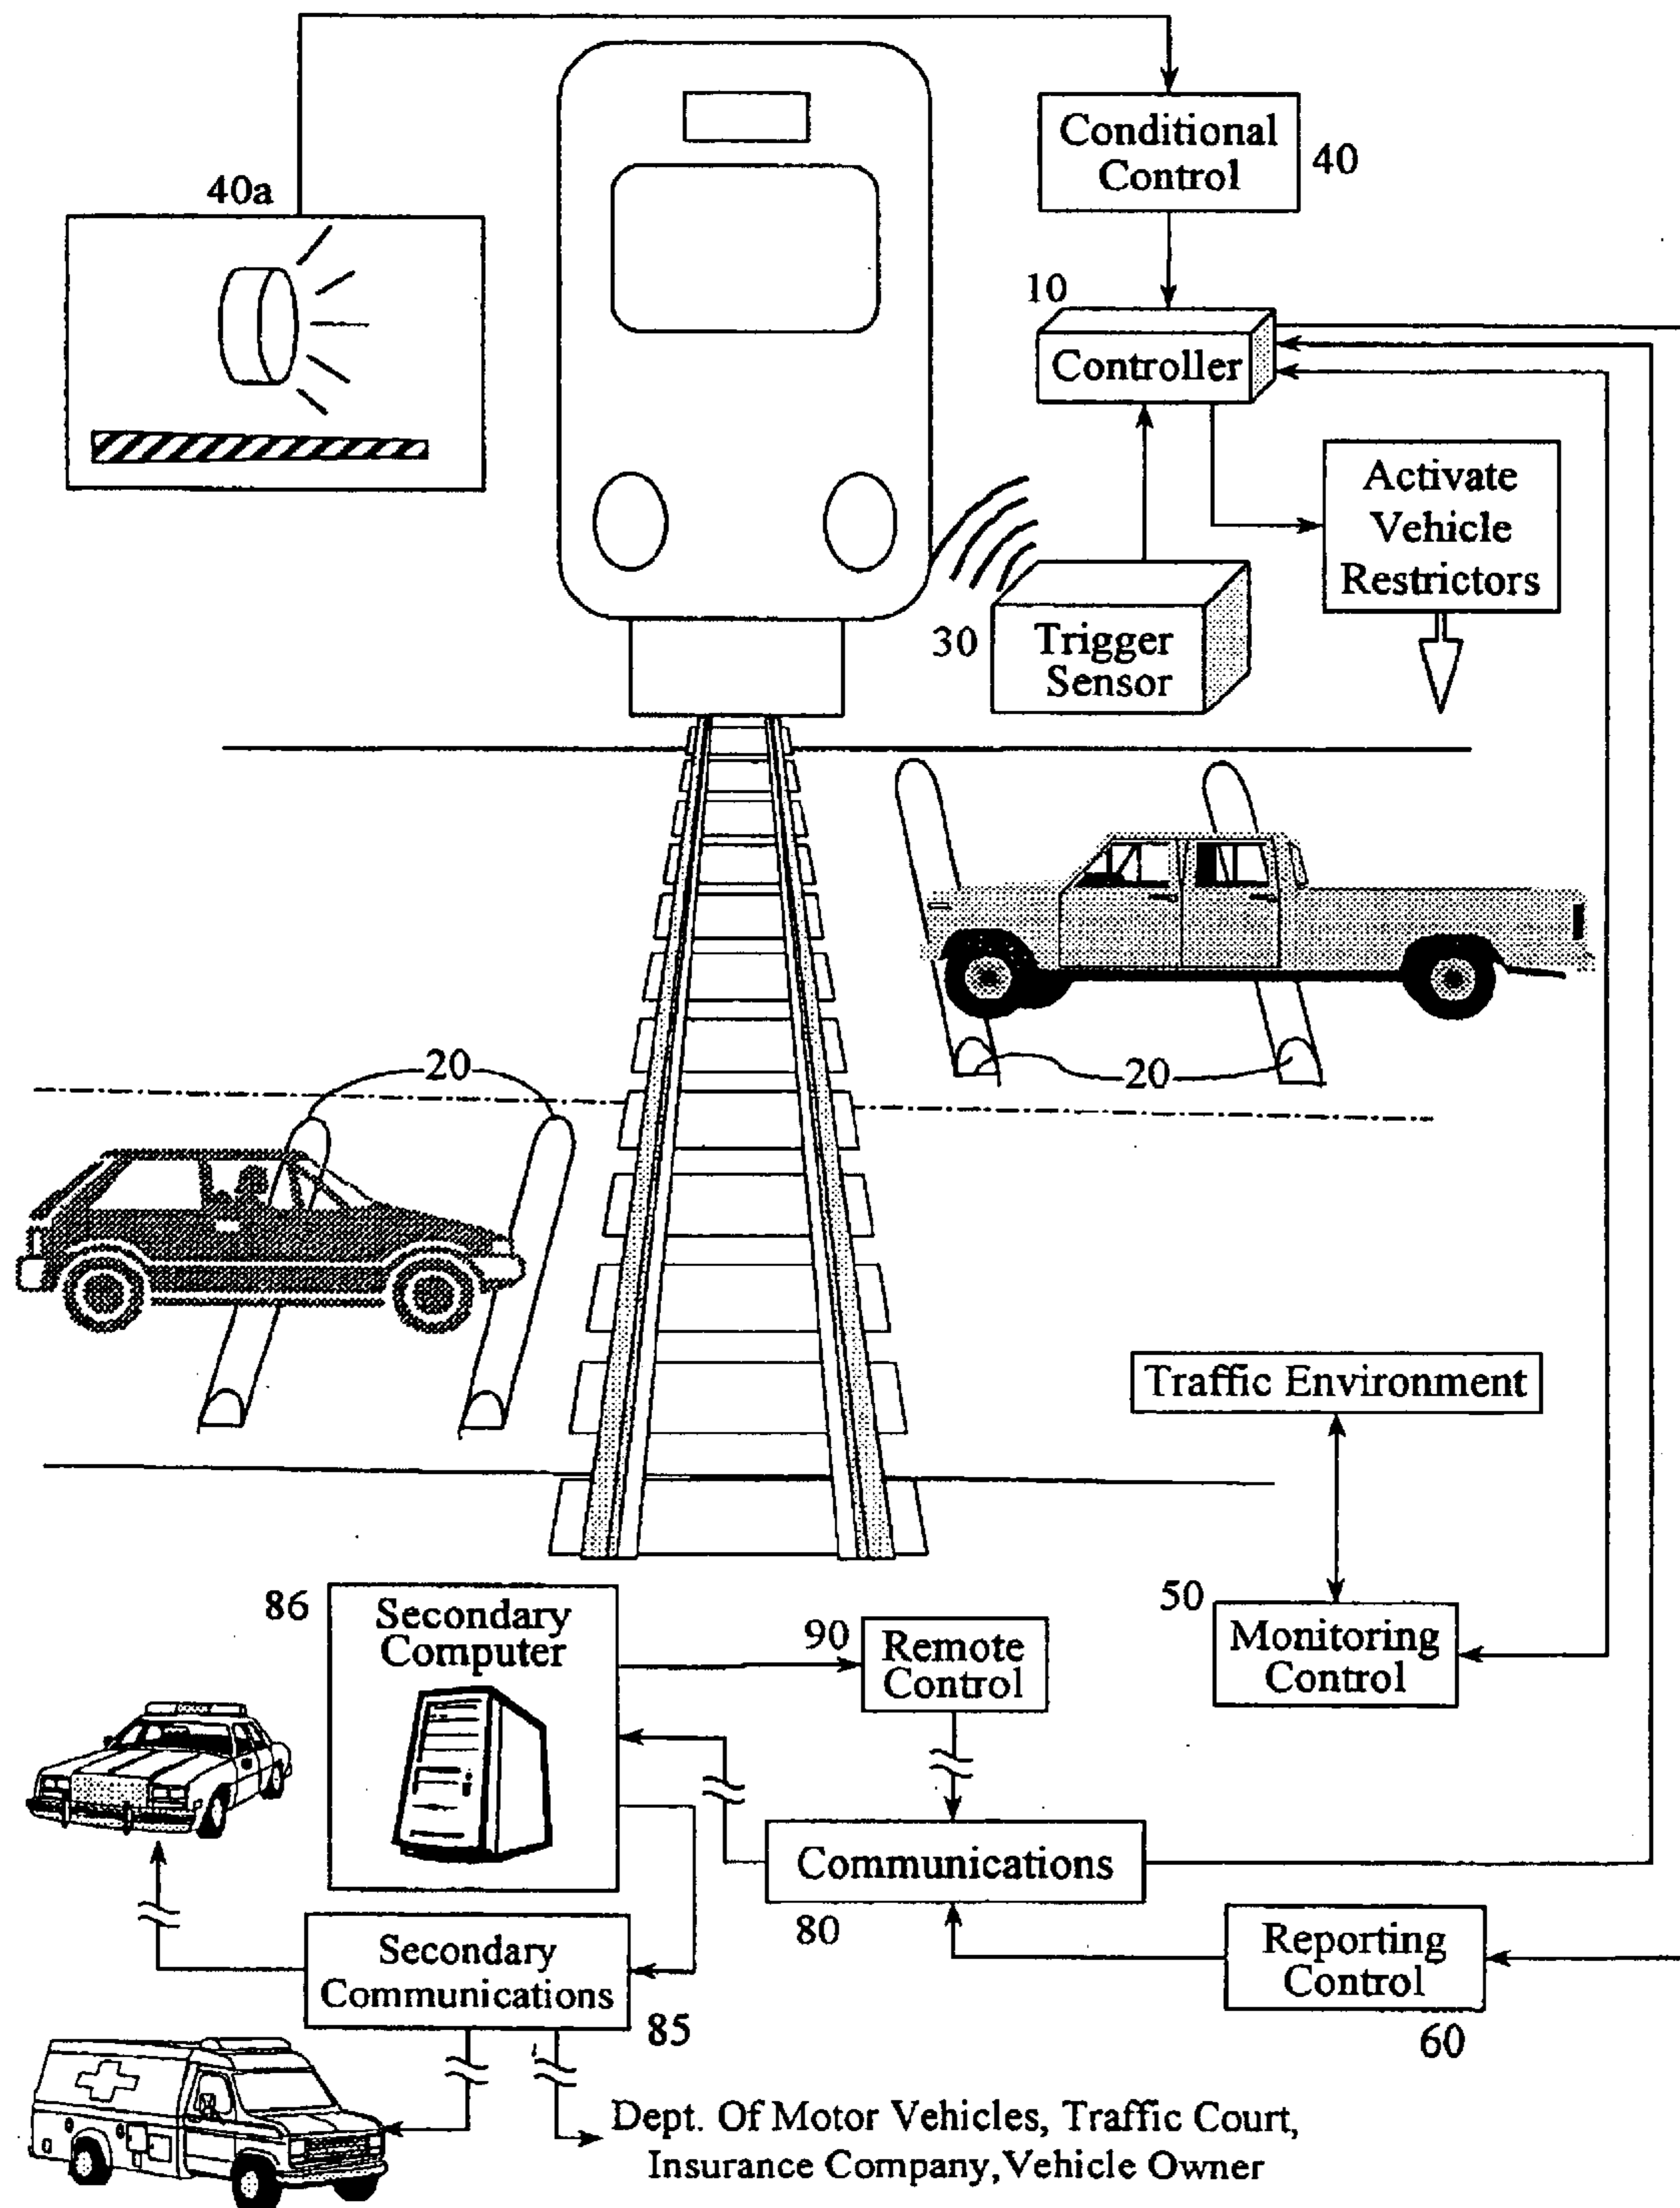 Conditional
Control
40
40a
10
Controller
Activate
Vehicle
Restrictors
30
Trigger
Sensor
20
20
Traffic Environment
86
Secondary
Computer
90
Remote
Control
50
Monitoring
Control
Communications
80
Reporting
Control
60
Secondary
Communications
85
Dept. Of Motor Vehicles, Traffic Court,
Insurance Company, Vehicle Owner